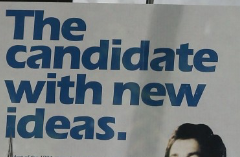 The
candidate
with new
ideas.